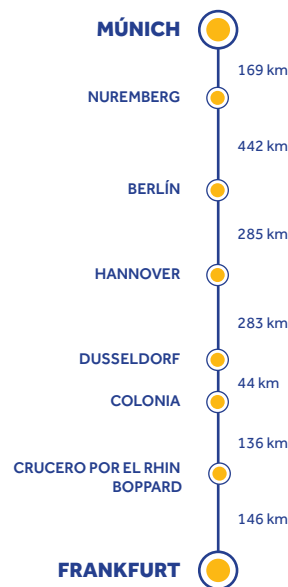 MÚNICH
169 km
NUREMBERG
442 km
BERLÍN
285 km
HANNOVER
283 km
DUSSELDORF
44 km
COLONIA
136 km
CRUCERO POR EL RHIN
BOPPARD
146 km
FRANKFURT